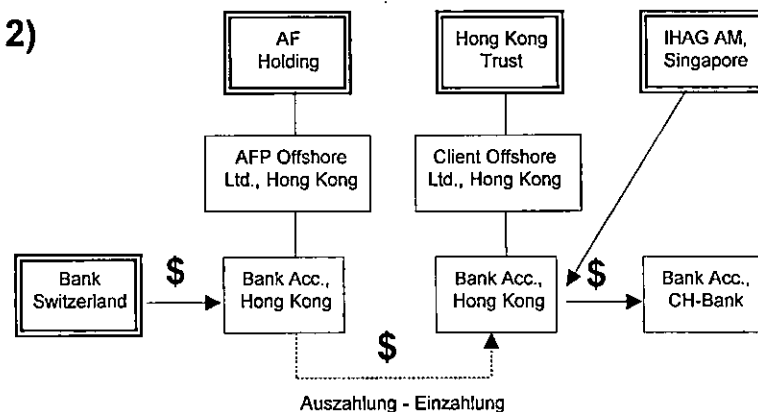 2)
AF
Holding
Hong Kong
Trust
IHAG AM,
Singapore
AFP Offshore
Ltd., Hong Kong
Client Offshore
Ltd., Hong Kong
Bank
Switzerland
$
Bank Acc.,
Hong Kong
Bank Acc.,
Hong Kong
$
Bank Acc.,
CH-Bank
$
Auszahlung - Einzahlung